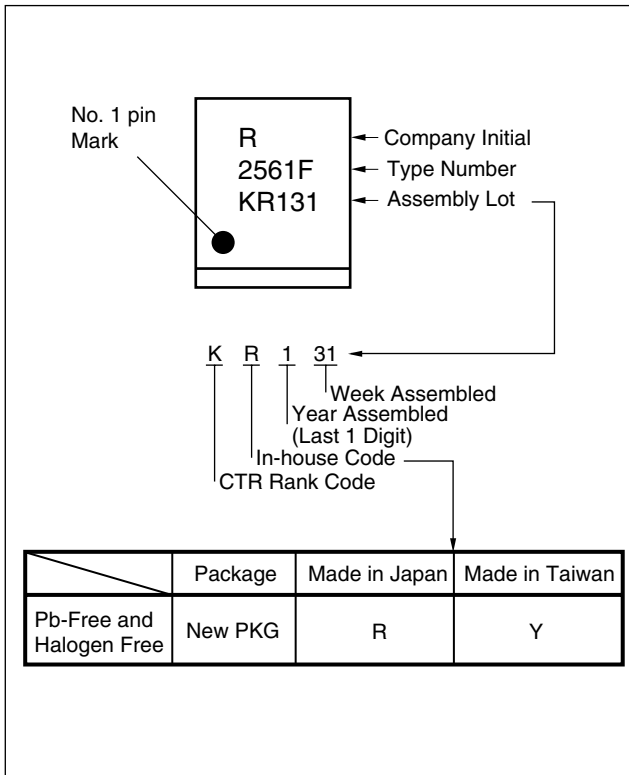 No. 1 pin
Mark
R
2561F
KR131
Company Initial
Type Number
Assembly Lot
K R 1 31
Week Assembled
Year Assembled
(Last 1 Digit)
In-house Code
CTR Rank Code
Package Made in Japan Made in Taiwan
Pb-Free and
Halogen Free
New PKG R Y